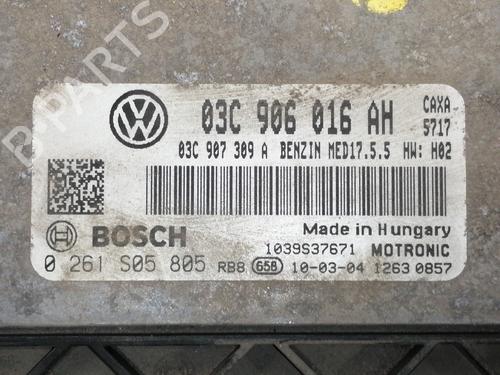 B-PARTS
03C 906 016 AH
CAXA
5717
03C 907 309 A BENZIN MED17.5.5 HW: H02
BOSCH
Made in Hungary
1039S37671 MOTRONIC
0 261 S05 805 RB8 658 10-03-04 1263 0857